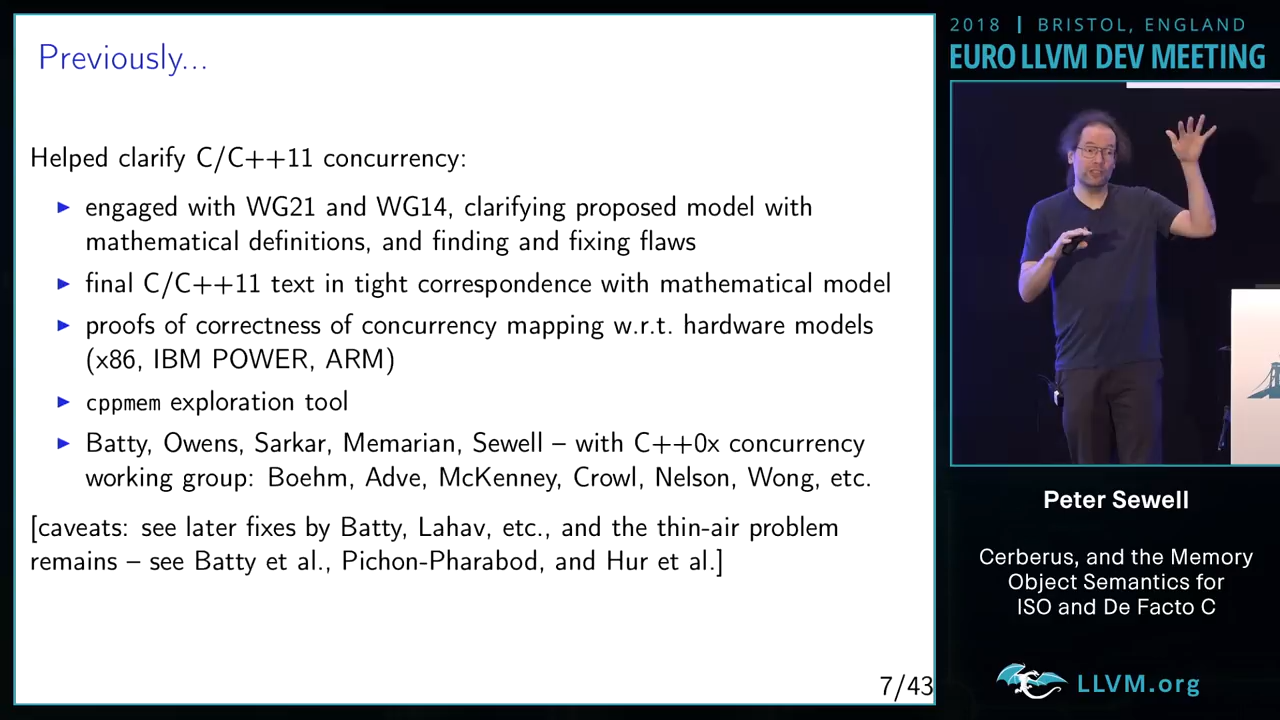 Previously...
Helped clarify C/C++11 concurrency:
▶ engaged with WG21 and WG14, clarifying proposed model with
mathematical definitions, and finding and fixing flaws
▶ final C/C++11 text in tight correspondence with mathematical model
▶ proofs of correctness of concurrency mapping w.r.t. hardware models
(x86, IBM POWER, ARM)
▶ cppmem exploration tool
▶ Batty, Owens, Sarkar, Memarian, Sewell – with C++0x concurrency
working group: Boehm, Adve, McKenney, Crowl, Nelson, Wong, etc.
[caveats: see later fixes by Batty, Lahav, etc., and the thin-air problem
remains – see Batty et al., Pichon-Pharabod, and Hur et al.]
7/43
2018 | BRISTOL, ENGLAND
EURO LLVM DEV MEETING
Peter Sewell
Cerberus, and the Memory
Object Semantics for
ISO and De Facto C
LLVM.org